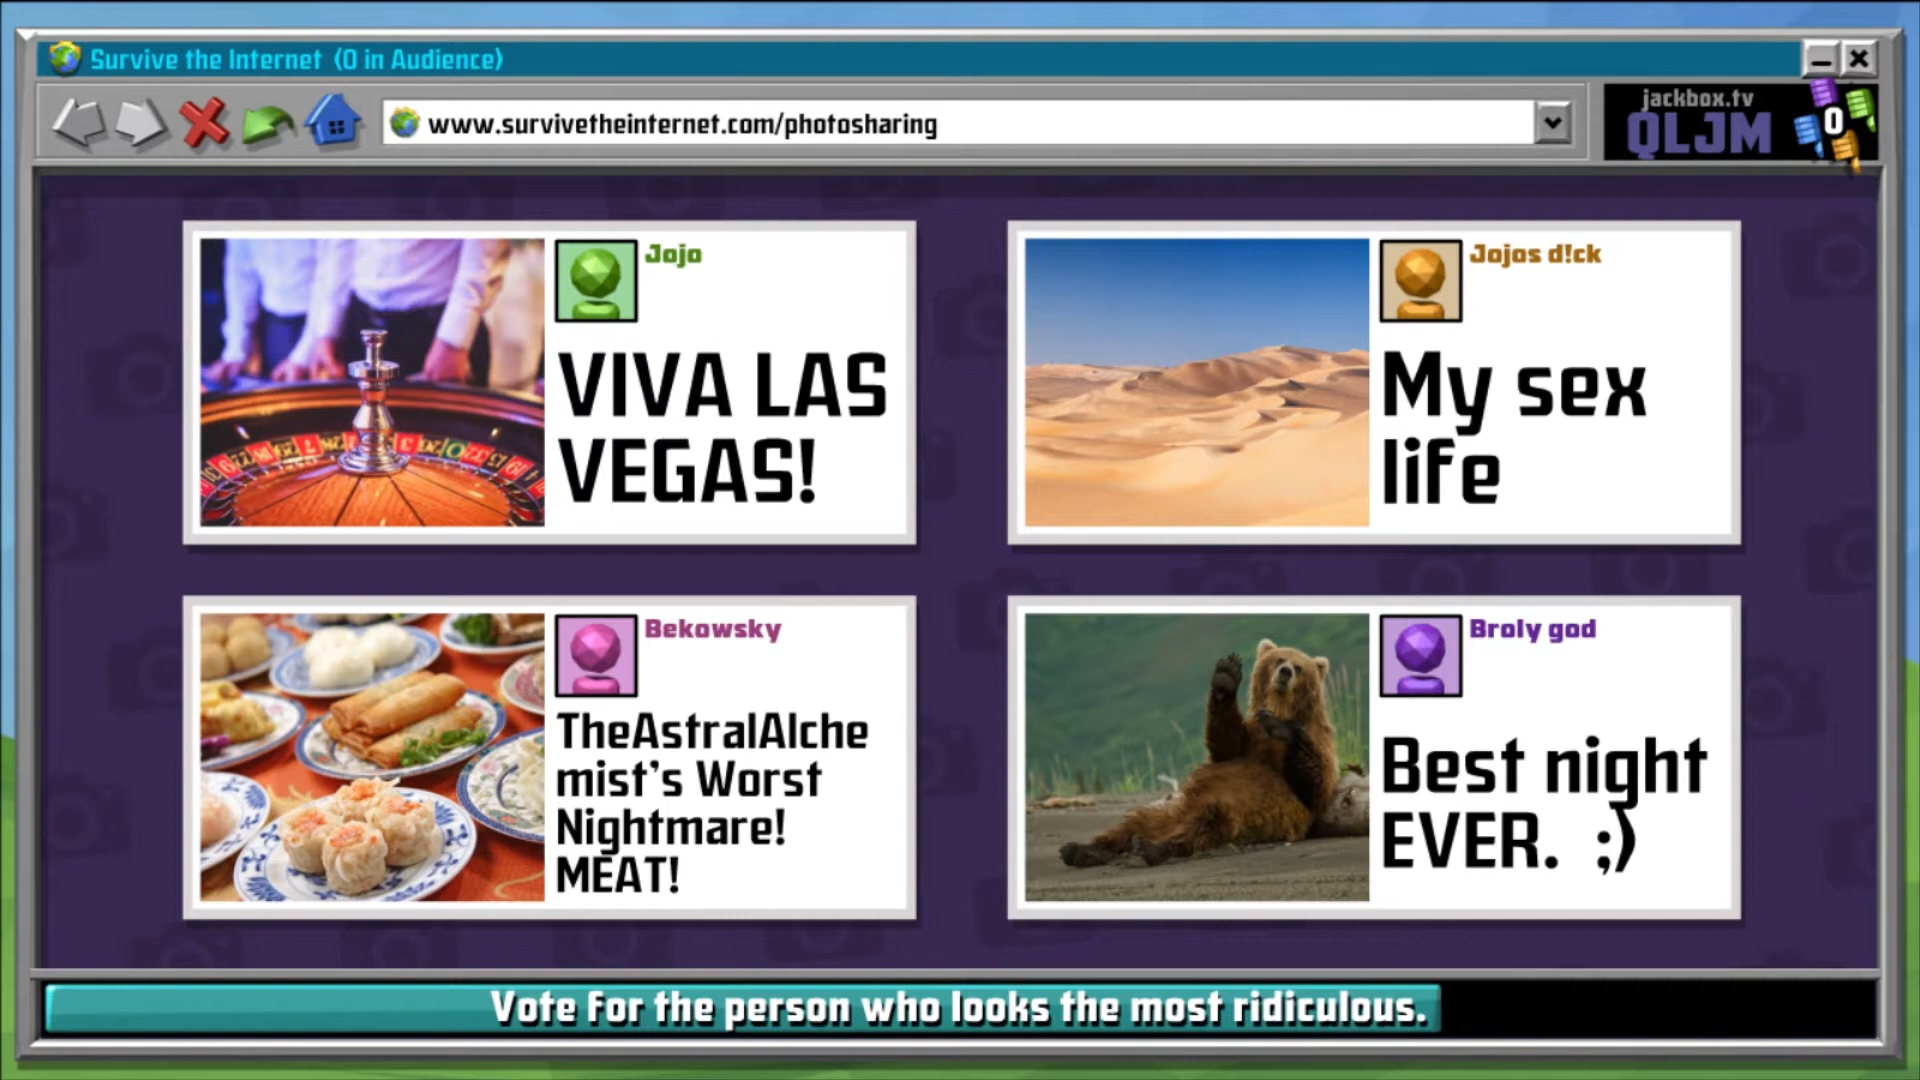 Survive the Internet (0 in Audience)
www.survivetheinternet.com/photosharing
jackbox.tv
QLJM
0
Jojo
VIVA LAS
VEGAS!
Jojos d!ck
My sex
life
Bekowsky
TheAstralAlche
mist's Worst
Nightmare!
MEAT!
Broly god
Best night
EVER. ;)
Vote for the person who looks the most ridiculous.